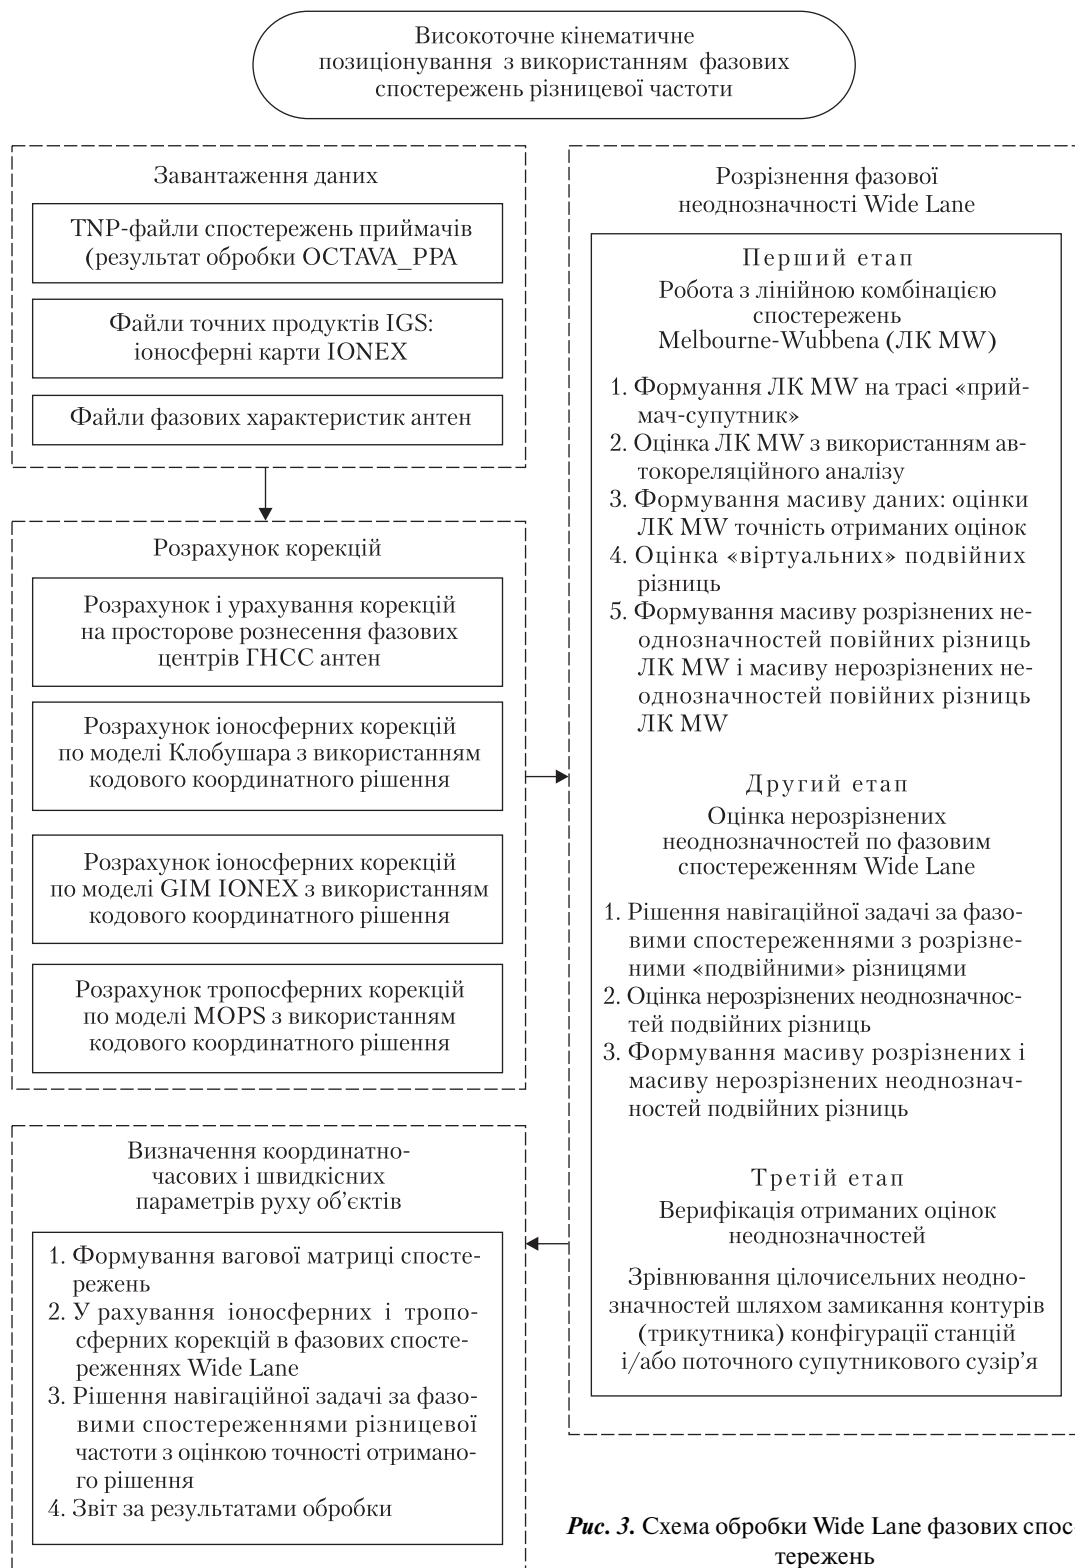 Високоточне кінематичне
позиціонування з використанням фазових
спостережень різницевої частоти
Завантаження даних
TNP-файли спостережень приймачів
(результат обробки OCTAVA_PPA
Файли точних продуктів IGS:
іоносферні карти IONEX
Файли фазових характеристик антен
Розрахунок корекцій
Розрахунок і урахування корекцій
на просторове рознесення фазових
центрів ГНСС антен
Розрахунок іоносферних корекцій
по моделі Клобушара з використанням
кодового координатного рішення
Розрахунок іоносферних корекцій
по моделі GIM IONEX з використанням
кодового координатного рішення
Розрахунок тропосферних корекцій
по моделі MOPS з використанням
кодового координатного рішення
Розрізнення фазової
неоднозначності Wide Lane
Перший етап
Робота з лінійною комбінацією
спостережень
Melbourne-Wubbena (ЛК MW)
1. Формуання ЛК MW на трасі «прий-
мач-супутник»
2. Оцінка ЛК MW з використанням ав-
токореляційного аналізу
3. Формування масиву даних: оцінки
ЛК MW точність отриманих оцінок
4. Оцінка «віртуальних» подвійних
різниць
5. Формування масиву розрізнених не-
однозначностей повійних різниць
ЛК MW і масиву нерозрізнених не-
однозначностей повійних різниць
ЛК MW
Другий етап
Оцінка нерозрізнених
неоднозначностей по фазовим
спостереженням Wide Lane
1. Рішення навігаційної задачі за фазо-
вими спостереженнями з розрізне-
ними «подвійними» різницями
2. Оцінка нерозрізнених неоднозначнос-
тей подвійних різниць
3. Формування масиву розрізнених і
масиву нерозрізнених неоднознач-
ностей подвійних різниць
Третій етап
Верифікація отриманих оцінок
неоднозначностей
Зрівнювання цілочисельних неодно-
значностей шляхом замикання контурів
(трикутника) конфігурації станцій
і/або поточного супутникового сузір’я
Визначення координатно-
часових і швидкісних
параметрів руху об’єктів
1. Формування вагової матриці спосте-
режень
2. У рахування іоносферних і тропо-
сферних корекцій в фазових спосте-
реженнях Wide Lane
3. Рішення навігаційної задачі за фазо-
вими спостереженнями різницевої
частоти з оцінкою точності отримано-
го рішення
4. Звіт за результатами обробки
Рис. 3. Схема обробки Wide Lane фазових спос-
тережень